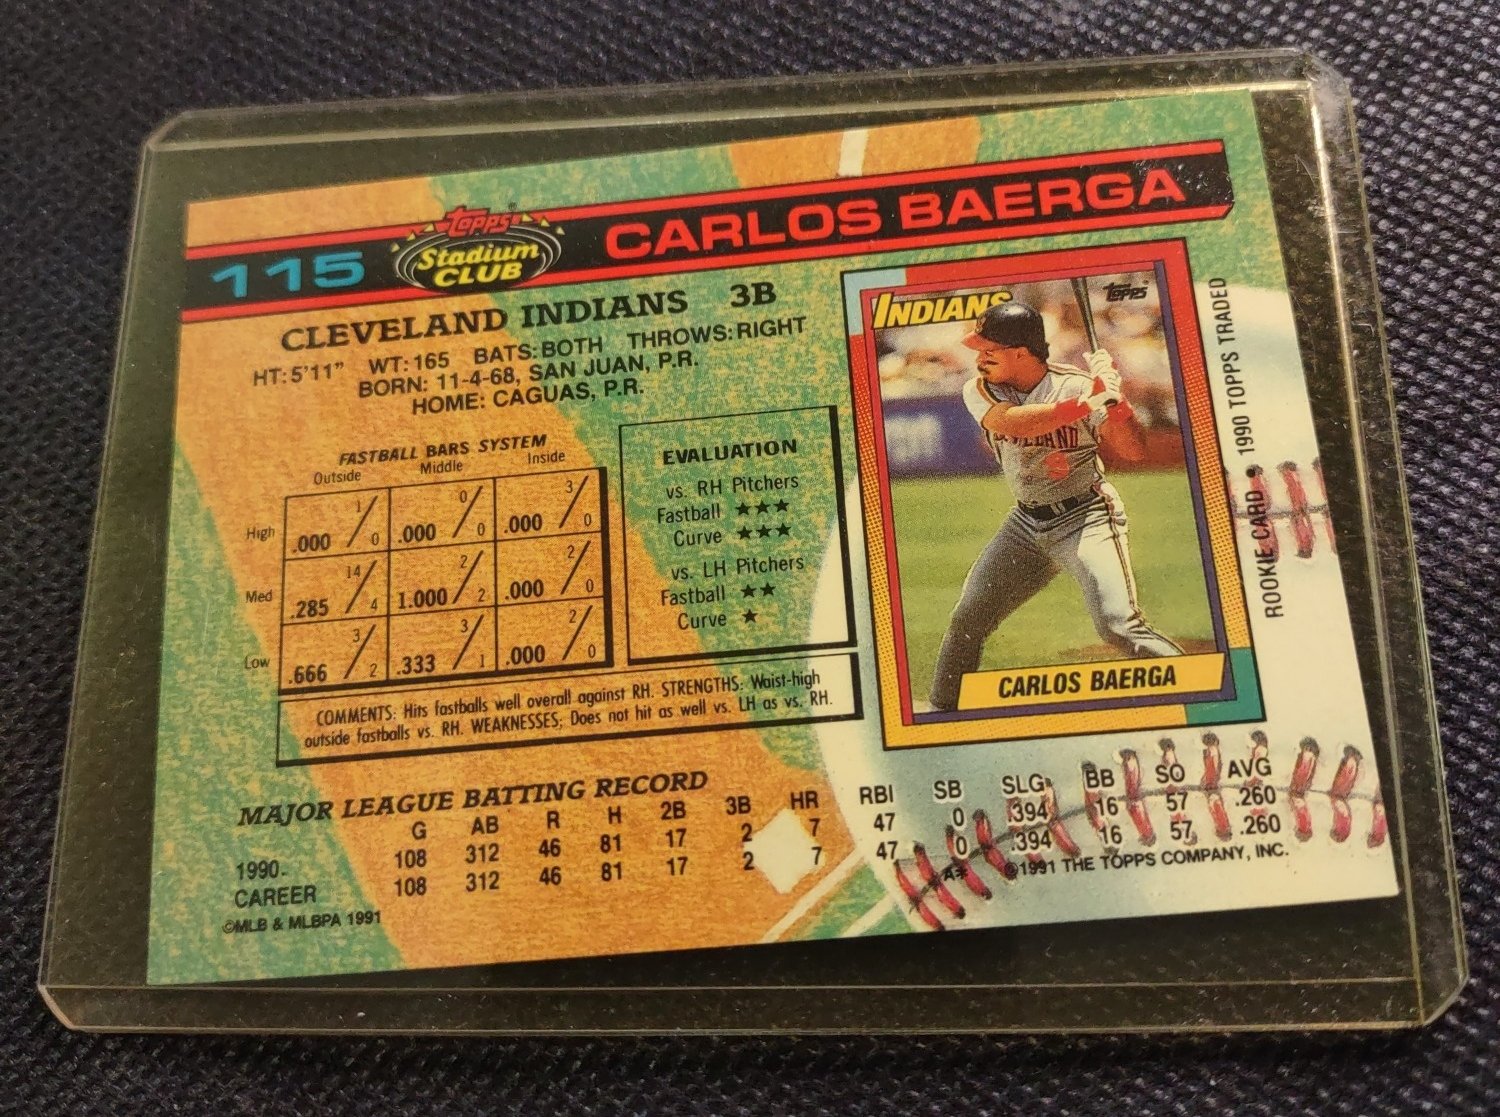 115
Topps®
Stadium
CLUB
CARLOS BAERGA
CLEVELAND INDIANS 3B
HT: 5'11" WT: 165 BATS: BOTH THROWS: RIGHT
BORN: 11-4-68, SAN JUAN, P.R.
HOME: CAGUAS, P.R.
FASTBALL BARS SYSTEM
Outside Middle Inside
High .000 1/0 .000 0/0 .000 3/0
Med .285 14/4 1.000 2/2 .000 2/0
Low .666 3/2 .333 3/1 .000 2/0
EVALUATION
vs. RH Pitchers
Fastball ★★★
Curve ★★★
vs. LH Pitchers
Fastball ★★
Curve ★
COMMENTS: Hits fastballs well overall against RH. STRENGTHS: Waist-high
outside fastballs vs. RH. WEAKNESSES: Does not hit as well vs. LH as vs. RH.
INDIANS
Topps
CLEVELAND
9
CARLOS BAERGA
ROOKIE CARD • 1990 TOPPS TRADED
MAJOR LEAGUE BATTING RECORD
G AB R H 2B 3B HR RBI SB SLG BB SO AVG
1990 108 312 46 81 17 2 7 47 0 .394 16 57 .260
CAREER 108 312 46 81 17 2 7 47 0 .394 16 57 .260
©MLB & MLBPA 1991
A*
©1991 THE TOPPS COMPANY, INC.